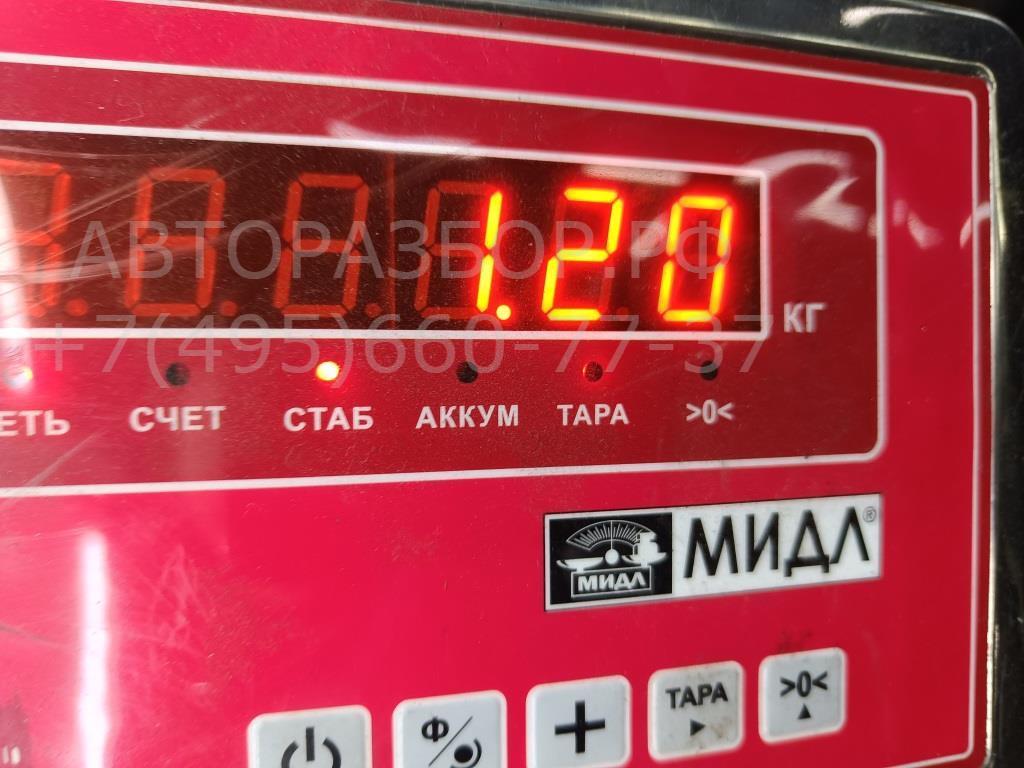 1.20
КГ
АВТОРАЗБОР.РФ
+7(495)660-77-37
ЕТЬ СЧЕТ СТАБ АККУМ ТАРА >0<
МИДЛ МИДЛ®
Ф + ТАРА >0<